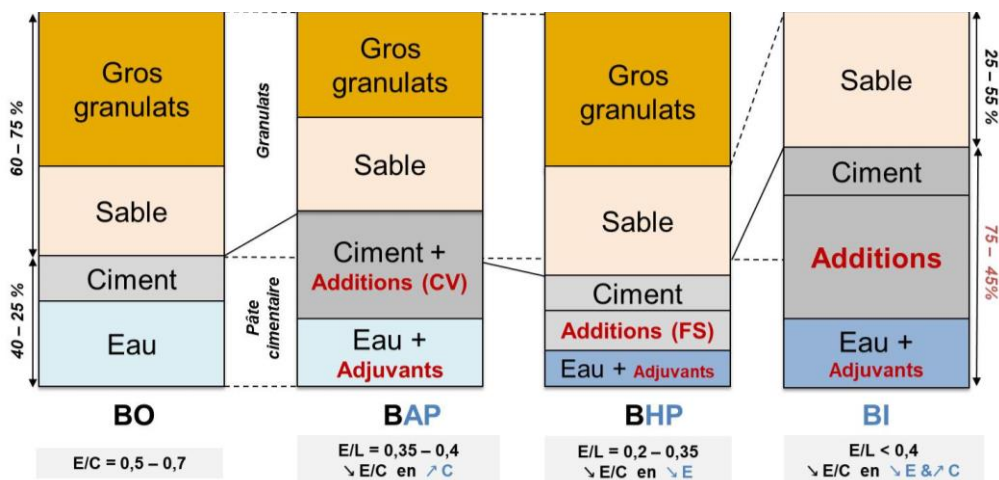 60 – 75 %
40 – 25 %
Gros
granulats
Sable
Ciment
Eau
BO
E/C = 0,5 – 0,7
Granulats
Pâte
cimentaire
Gros
granulats
Sable
Ciment +
Additions (CV)
Eau +
Adjuvants
BAP
E/L = 0,35 – 0,4
↘ E/C en ↗ C
Gros
granulats
Sable
Ciment
Additions (FS)
Eau + Adjuvants
BHP
E/L = 0,2 – 0,35
↘ E/C en ↘ E
Sable
Ciment
Additions
Eau +
Adjuvants
BI
E/L < 0,4
↘ E/C en ↘ E &↗ C
25 – 55 %
75 – 45%